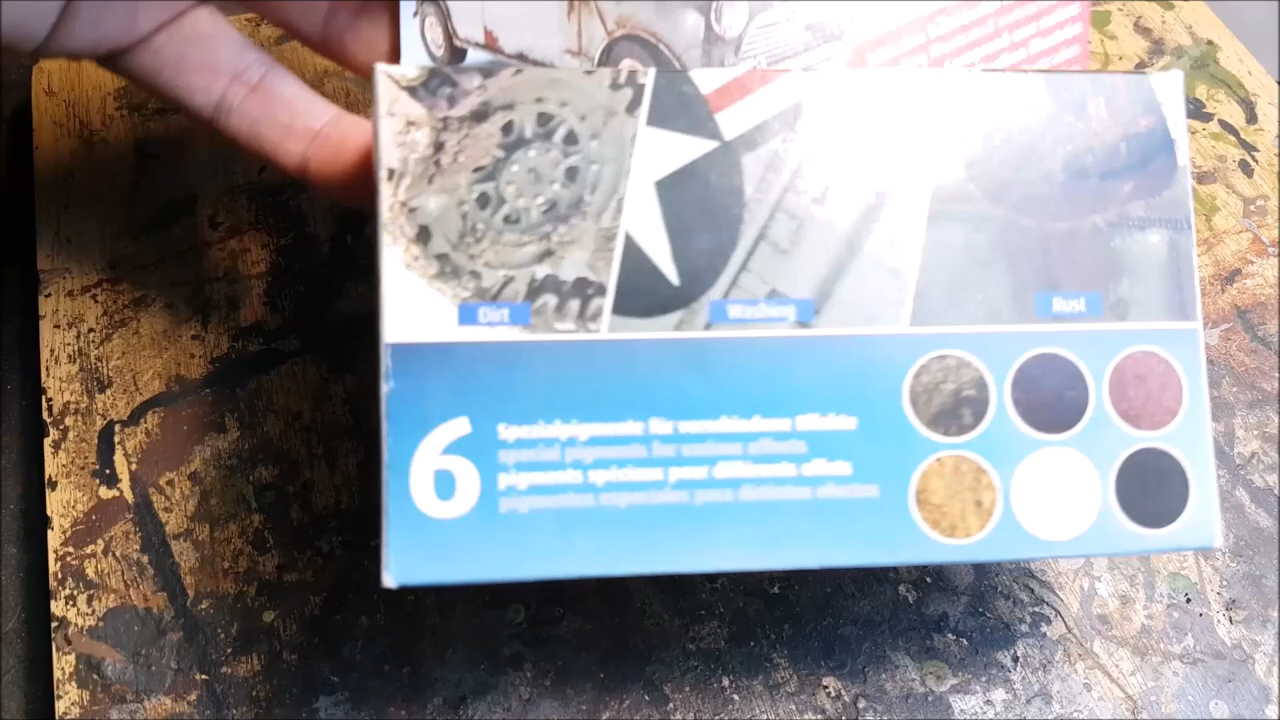 Dirt
Washing
Rust
6
Spezialpigmente für verschiedene Effekte
special pigments for various effects
pigments spéciaux pour différents effets
pigmentos especiales para distintos efectos